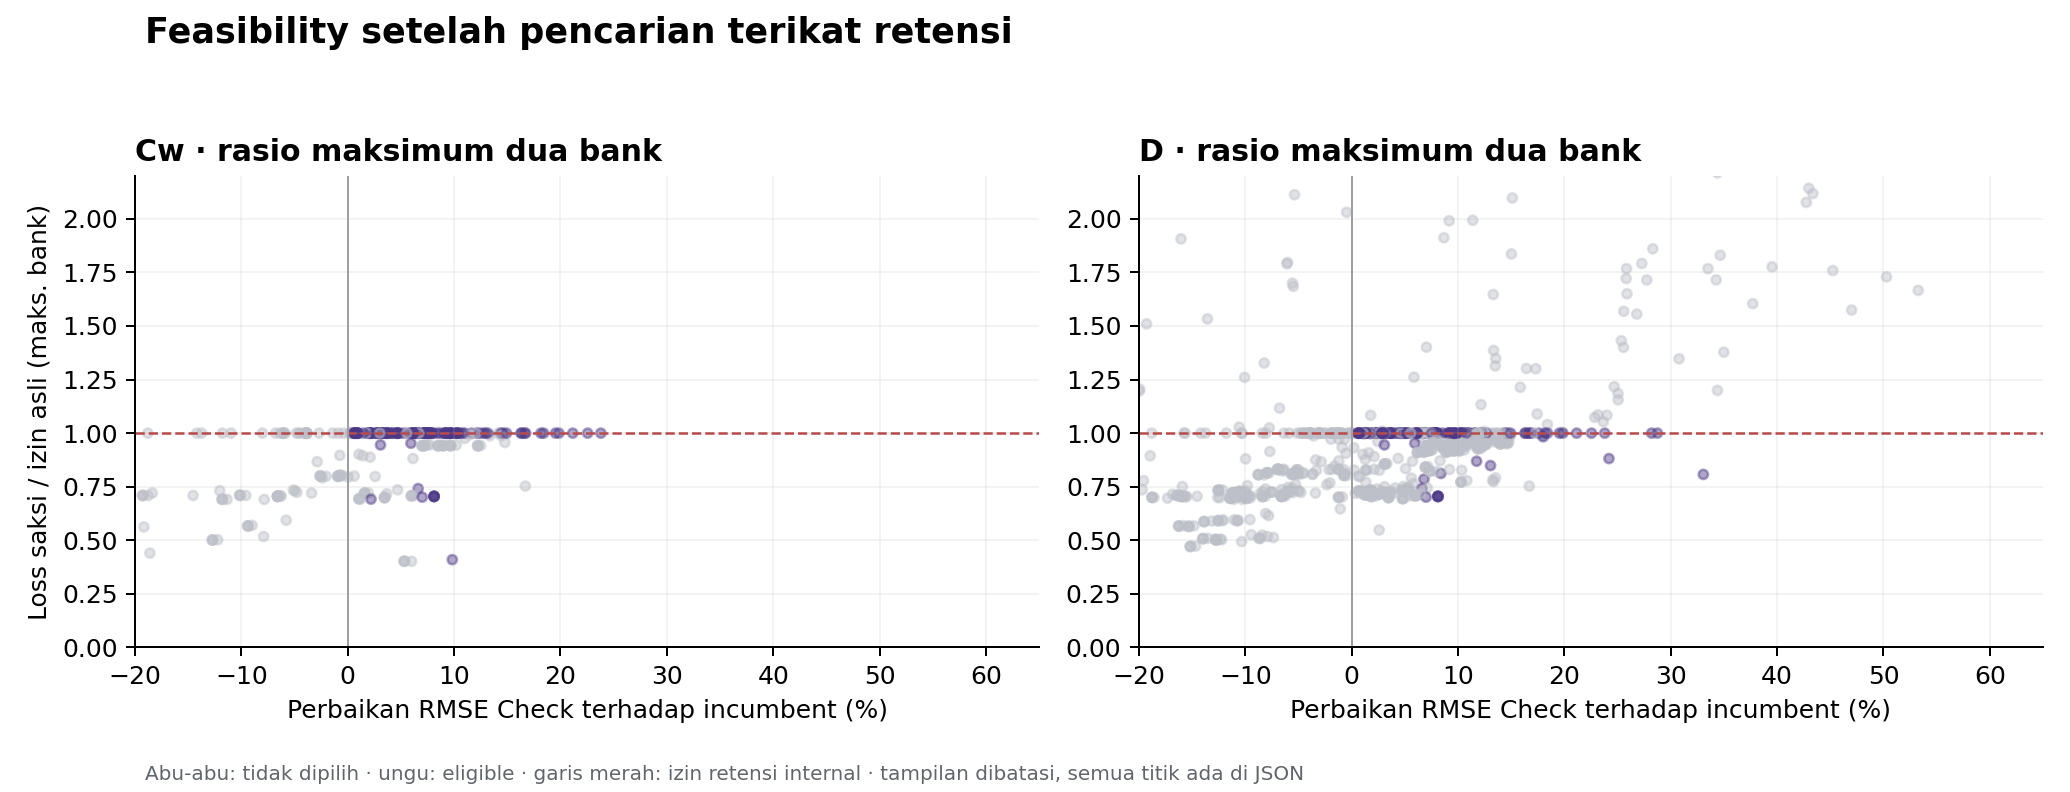 Feasibility setelah pencarian terikat retensi
Cw · rasio maksimum dua bank
D · rasio maksimum dua bank
Loss saksi / izin asli (maks. bank)
2.00
1.75
1.50
1.25
1.00
0.75
0.50
0.25
0.00
−20 −10 0 10 20 30 40 50 60
Perbaikan RMSE Check terhadap incumbent (%)
2.00
1.75
1.50
1.25
1.00
0.75
0.50
0.25
0.00
−20 −10 0 10 20 30 40 50 60
Perbaikan RMSE Check terhadap incumbent (%)
Abu-abu: tidak dipilih · ungu: eligible · garis merah: izin retensi internal · tampilan dibatasi, semua titik ada di JSON